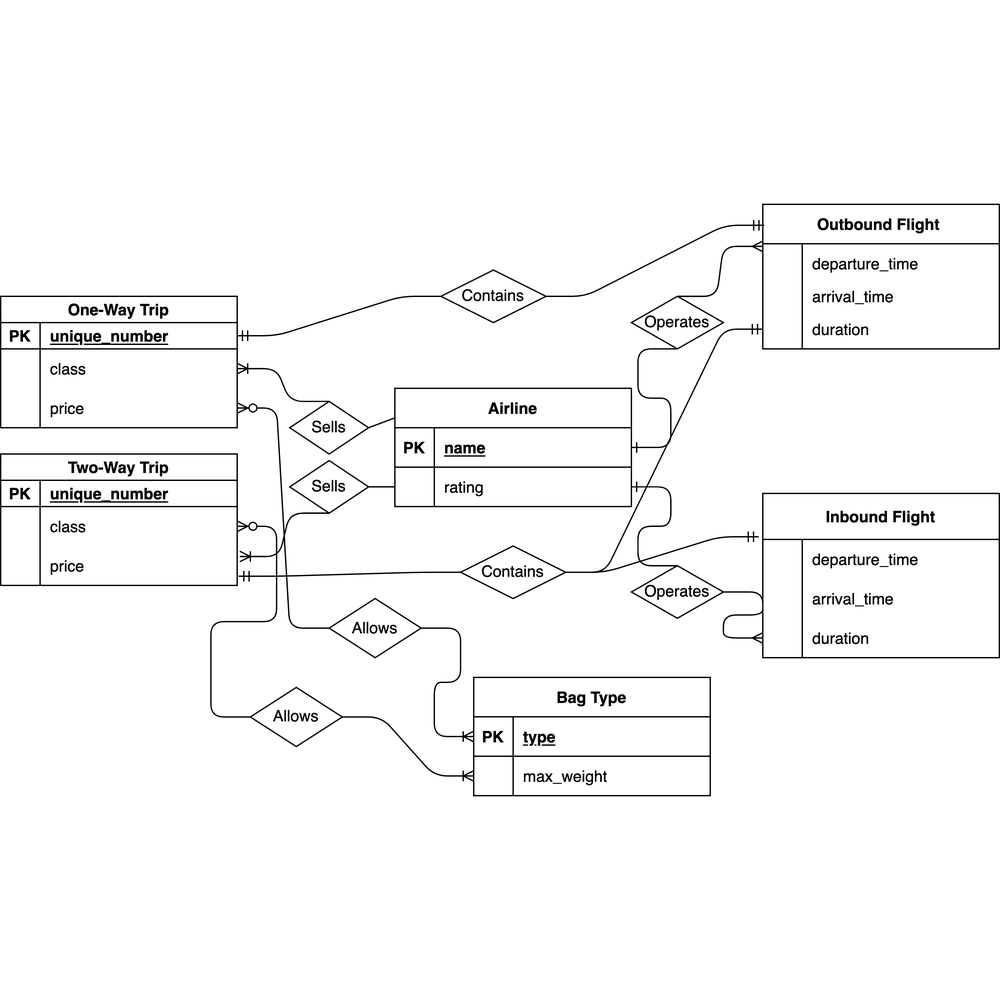 Outbound Flight
departure_time
arrival_time
duration
Contains
Operates
One-Way Trip
PK unique_number
class
price
Sells
Airline
PK name
rating
Two-Way Trip
PK unique_number
class
price
Sells
Contains
Inbound Flight
departure_time
arrival_time
duration
Operates
Allows
Allows
Bag Type
PK type
max_weight